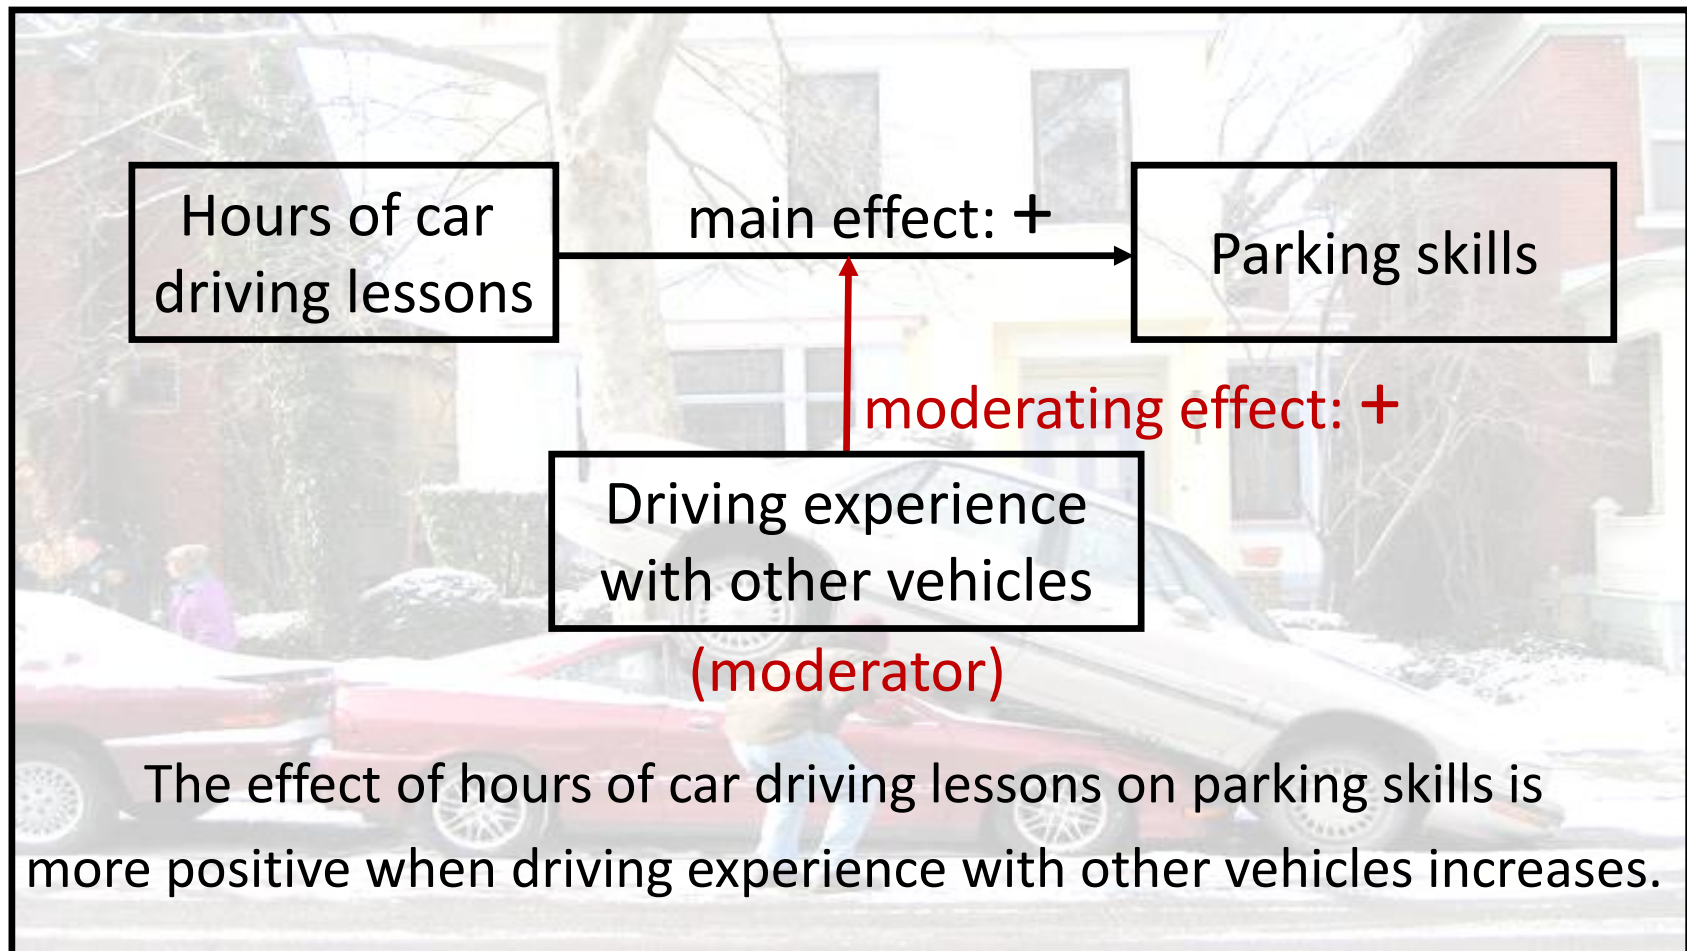 Hours of car
driving lessons
main effect: +
Parking skills
moderating effect: +
Driving experience
with other vehicles
(moderator)
The effect of hours of car driving lessons on parking skills is
more positive when driving experience with other vehicles increases.